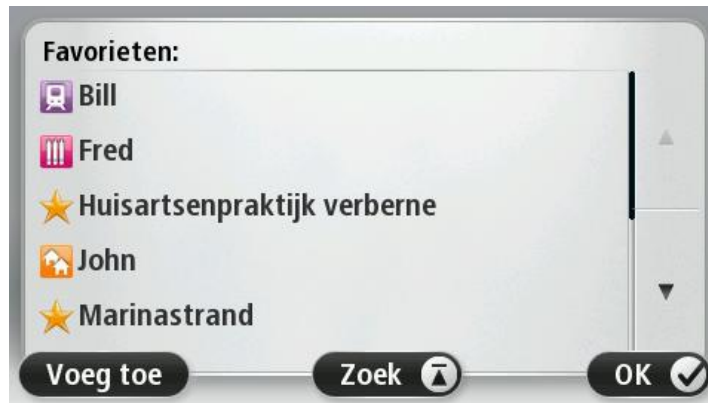 Favorieten:
Bill
Fred
Huisartsenpraktijk verberne
John
Marinastrand
Voeg toe
Zoek
OK